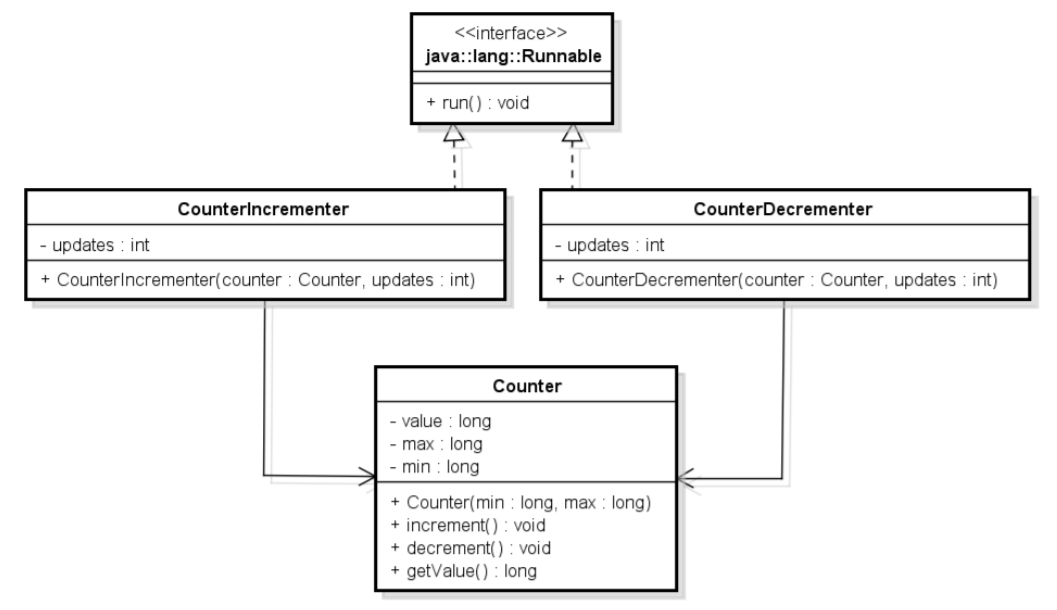 <<interface>>
java::lang::Runnable
+ run() : void
CounterIncrementer
- updates : int
+ CounterIncrementer(counter : Counter, updates : int)
CounterDecrementer
- updates : int
+ CounterDecrementer(counter : Counter, updates : int)
Counter
- value : long
- max : long
- min : long
+ Counter(min : long, max : long)
+ increment() : void
+ decrement() : void
+ getValue() : long